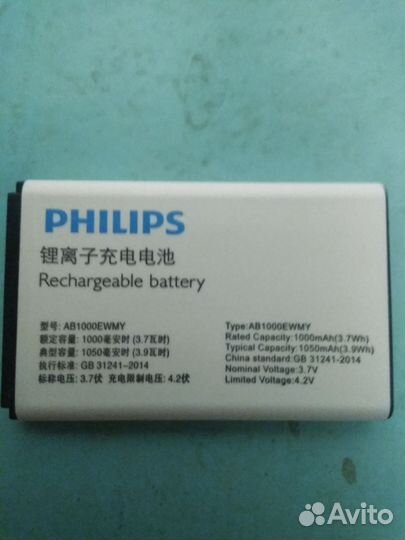 PHILIPS
锂离子充电电池
Rechargeable battery
型号: AB1000EWMY
额定容量: 1000毫安时 (3.7瓦时)
典型容量: 1050毫安时 (3.9瓦时)
执行标准: GB 31241-2014
标称电压: 3.7伏 充电限制电压: 4.2伏
Type:AB1000EWMY
Rated Capacity:1000mAh(3.7Wh)
Typical Capacity:1050mAh(3.9Wh)
China standard:GB 31241-2014
Nominal Voltage:3.7V
Limited Voltage:4.2V
Avito